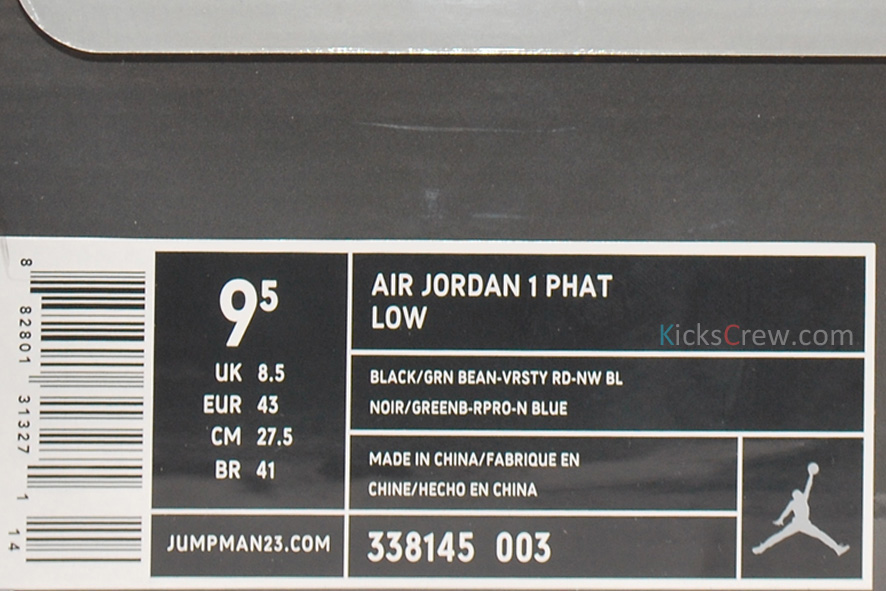 8 82801 31327 1 14
9⁵
UK 8.5
EUR 43
CM 27.5
BR 41
JUMPMAN23.COM
AIR JORDAN 1 PHAT
LOW
KicksCrew.com
BLACK/GRN BEAN-VRSTY RD-NW BL
NOIR/GREENB-RPRO-N BLUE
MADE IN CHINA/FABRIQUE EN
CHINE/HECHO EN CHINA
338145 003